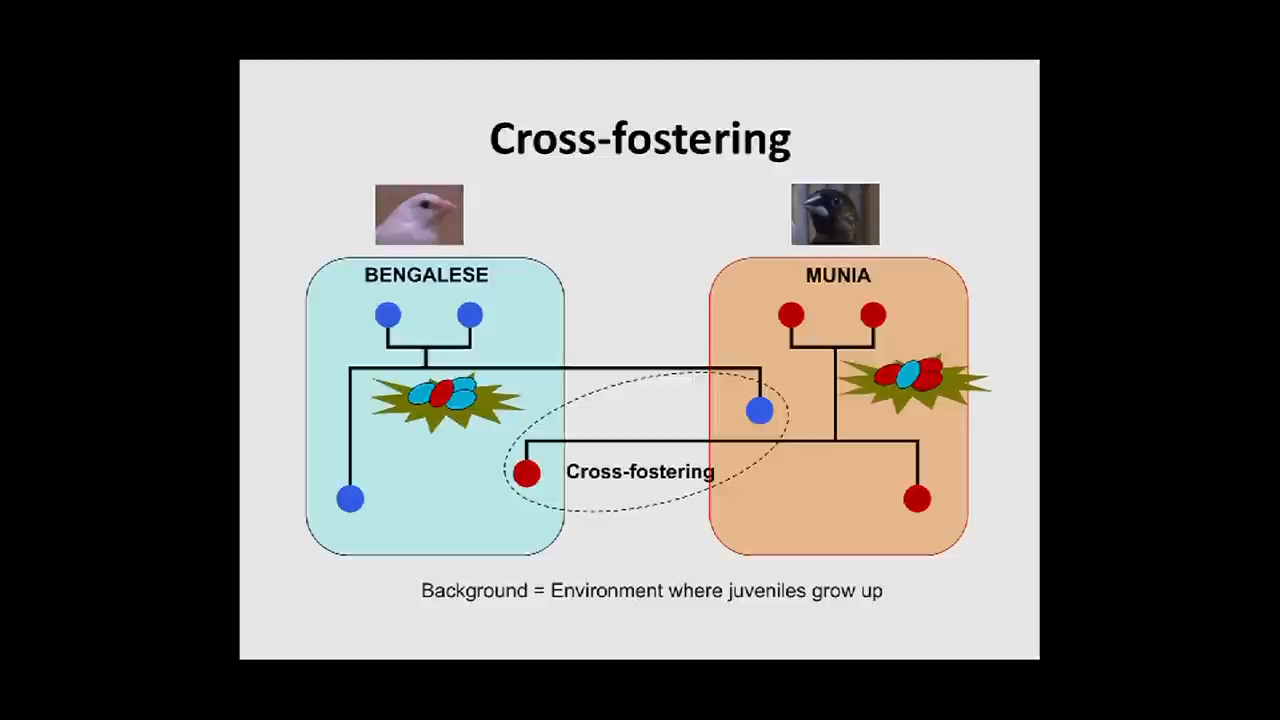 Cross-fostering
BENGALESE
MUNIA
Cross-fostering
Background = Environment where juveniles grow up